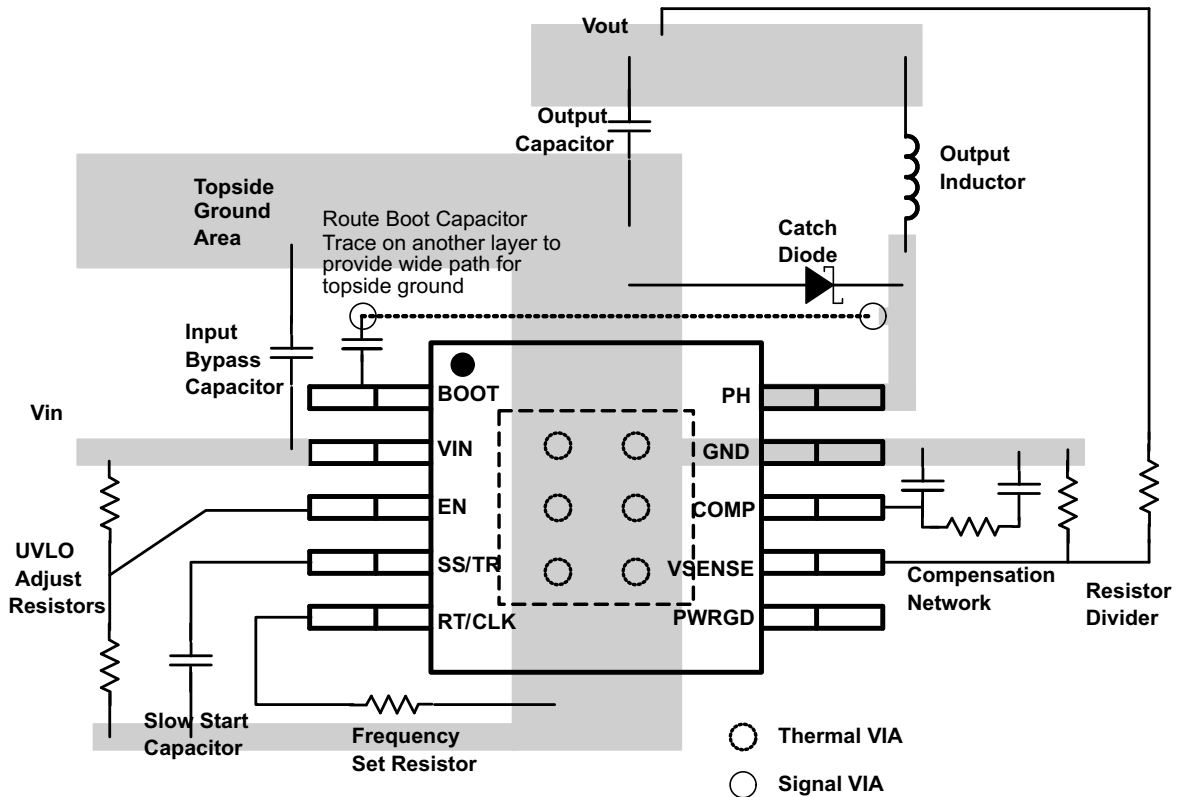 Vout
Output
Capacitor
Output
Inductor
Topside
Ground
Area
Route Boot Capacitor
Trace on another layer to
provide wide path for
topside ground
Catch
Diode
Input
Bypass
Capacitor
Vin
BOOT
VIN
EN
SS/TR
RT/CLK
PH
GND
COMP
VSENSE
PWRGD
UVLO
Adjust
Resistors
Compensation
Network
Resistor
Divider
Slow Start
Capacitor
Frequency
Set Resistor
Thermal VIA
Signal VIA